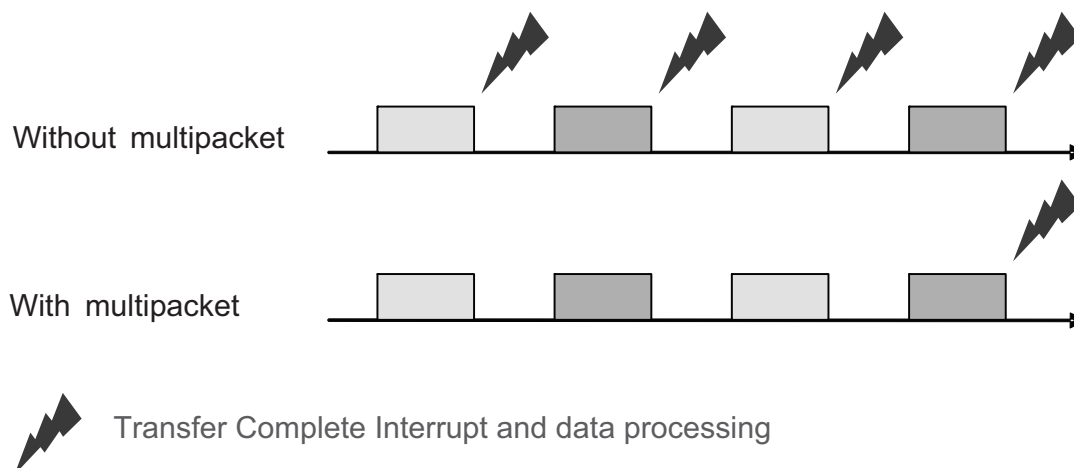 Without multipacket
With multipacket
Transfer Complete Interrupt and data processing